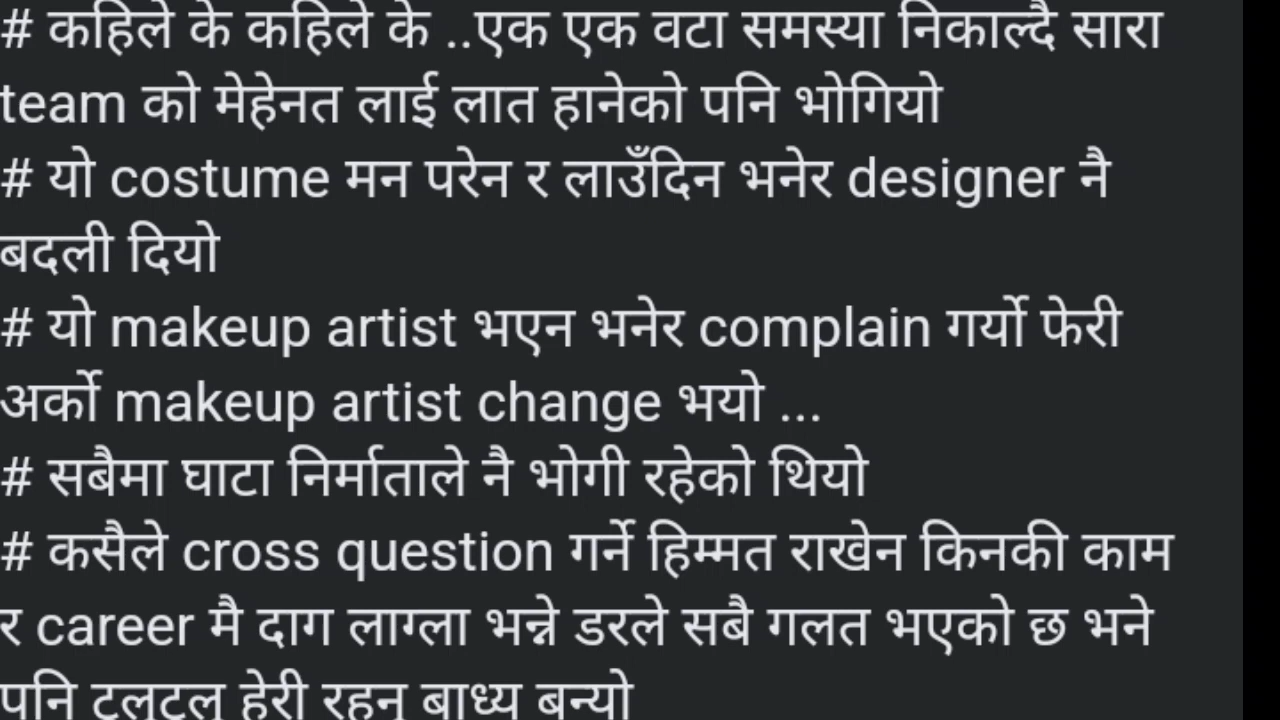 # कहिले के कहिले के ..एक एक वटा समस्या निकाल्दै सारा
team को मेहेनत लाई लात हानेको पनि भोगियो
# यो costume मन परेन र लाउँदिन भनेर designer नै
बदली दियो
# यो makeup artist भएन भनेर complain गर्यो फेरी
अर्को makeup artist change भयो ...
# सबैमा घाटा निर्माताले नै भोगी रहेको थियो
# कसैले cross question गर्ने हिम्मत राखेन किनकी काम
र career मै दाग लाग्ला भन्ने डरले सबै गलत भएको छ भने
पनि टुलुटुलु हेरी रहनु बाध्य बन्यो